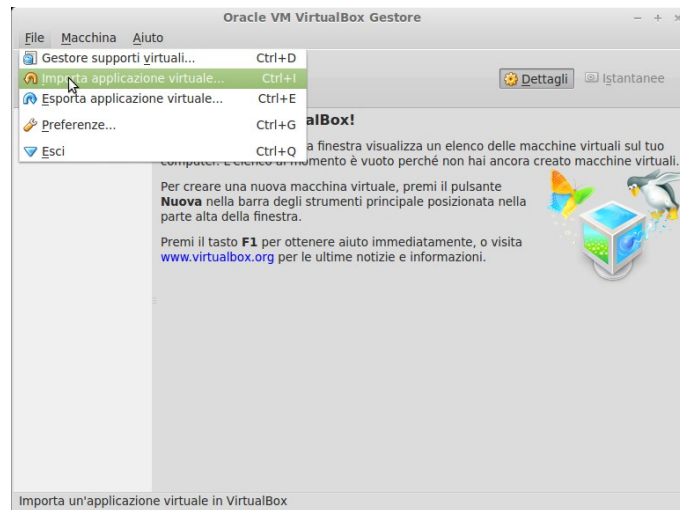 Oracle VM VirtualBox Gestore
File Macchina Aiuto
Gestore supporti virtuali... Ctrl+D
Importa applicazione virtuale... Ctrl+I
Esporta applicazione virtuale... Ctrl+E
Preferenze... Ctrl+G
Esci Ctrl+Q
Dettagli Istantanee
alBox!
a finestra visualizza un elenco delle macchine virtuali sul tuo
computer. L'elenco al momento è vuoto perché non hai ancora creato macchine virtuali.
Per creare una nuova macchina virtuale, premi il pulsante
Nuova nella barra degli strumenti principale posizionata nella
parte alta della finestra.
Premi il tasto F1 per ottenere aiuto immediatamente, o visita
www.virtualbox.org per le ultime notizie e informazioni.
Importa un'applicazione virtuale in VirtualBox